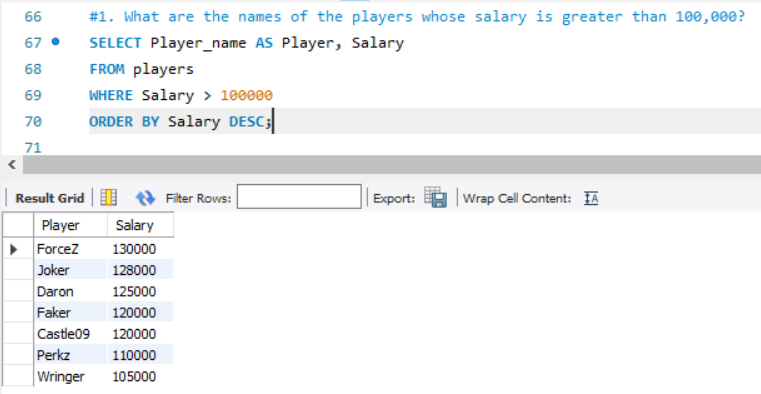 66 #1. What are the names of the players whose salary is greater than 100,000?
67 SELECT Player_name AS Player, Salary
68 FROM players
69 WHERE Salary > 100000
70 ORDER BY Salary DESC;
71
Result Grid Filter Rows: Export: Wrap Cell Content: IA
Player Salary
ForceZ 130000
Joker 128000
Daron 125000
Faker 120000
Castle09 120000
Perkz 110000
Wringer 105000